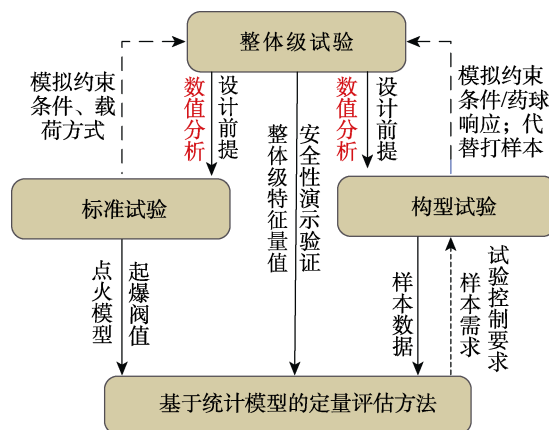 整体级试验
模拟约束
条件、载
荷方式
数值分析
设计前提
整体级特征量值
安全性演示验证
数值分析
设计前提
模拟约束
条件/药球
响应；代
替打样本
标准试验
构型试验
点火模型
起爆阀值
样本数据
样本需求
试验控制要求
基于统计模型的定量评估方法